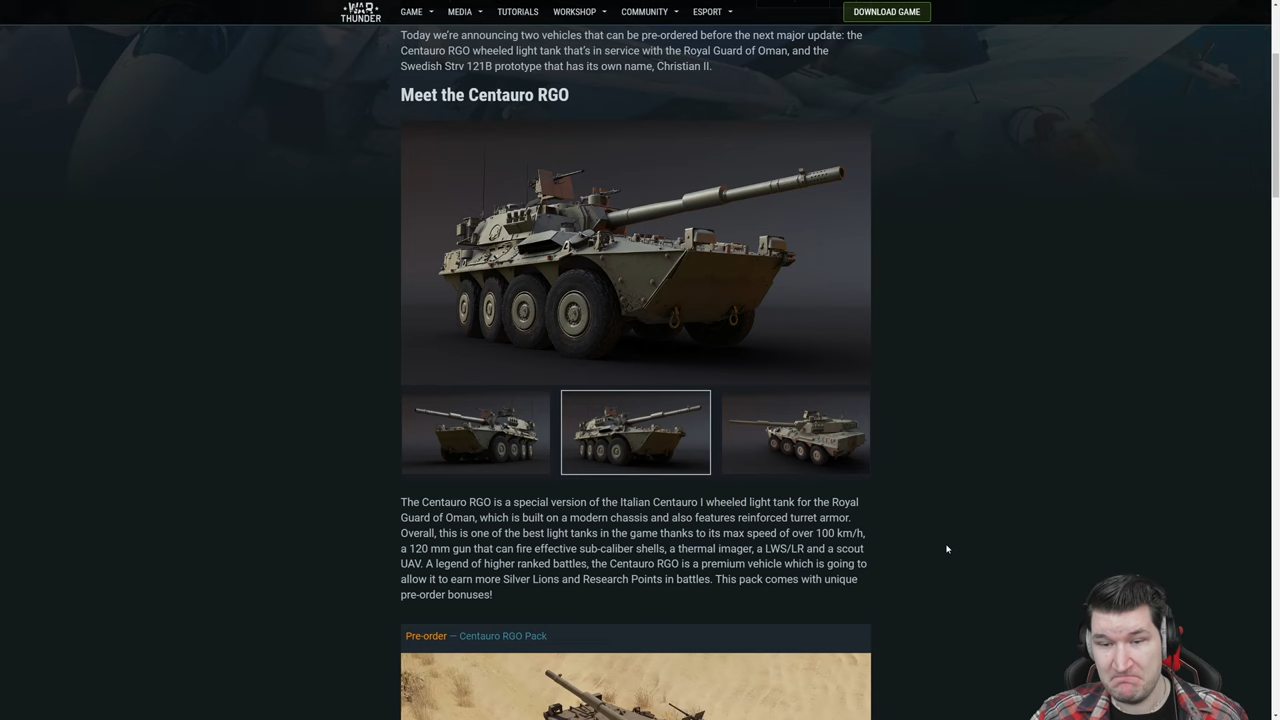 WAR
THUNDER
GAME
MEDIA
TUTORIALS
WORKSHOP
COMMUNITY
ESPORT
DOWNLOAD GAME
Today we're announcing two vehicles that can be pre-ordered before the next major update: the
Centauro RGO wheeled light tank that's in service with the Royal Guard of Oman, and the
Swedish Strv 121B prototype that has its own name, Christian II.
Meet the Centauro RGO
The Centauro RGO is a special version of the Italian Centauro I wheeled light tank for the Royal
Guard of Oman, which is built on a modern chassis and also features reinforced turret armor.
Overall, this is one of the best light tanks in the game thanks to its max speed of over 100 km/h,
a 120 mm gun that can fire effective sub-caliber shells, a thermal imager, a LWS/LR and a scout
UAV. A legend of higher ranked battles, the Centauro RGO is a premium vehicle which is going to
allow it to earn more Silver Lions and Research Points in battles. This pack comes with unique
pre-order bonuses!
Pre-order — Centauro RGO Pack